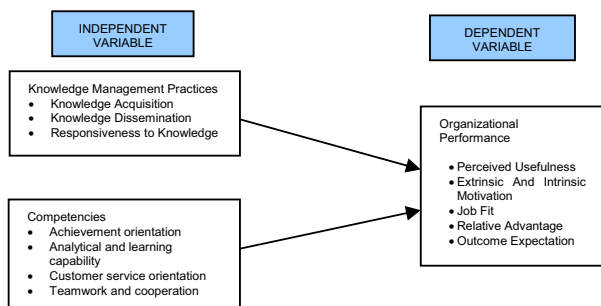 INDEPENDENT
VARIABLE
DEPENDENT
VARIABLE
Knowledge Management Practices
• Knowledge Acquisition
• Knowledge Dissemination
• Responsiveness to Knowledge
Organizational
Performance
• Perceived Usefulness
• Extrinsic And Intrinsic
Motivation
• Job Fit
• Relative Advantage
• Outcome Expectation
Competencies
• Achievement orientation
• Analytical and learning
capability
• Customer service orientation
• Teamwork and cooperation